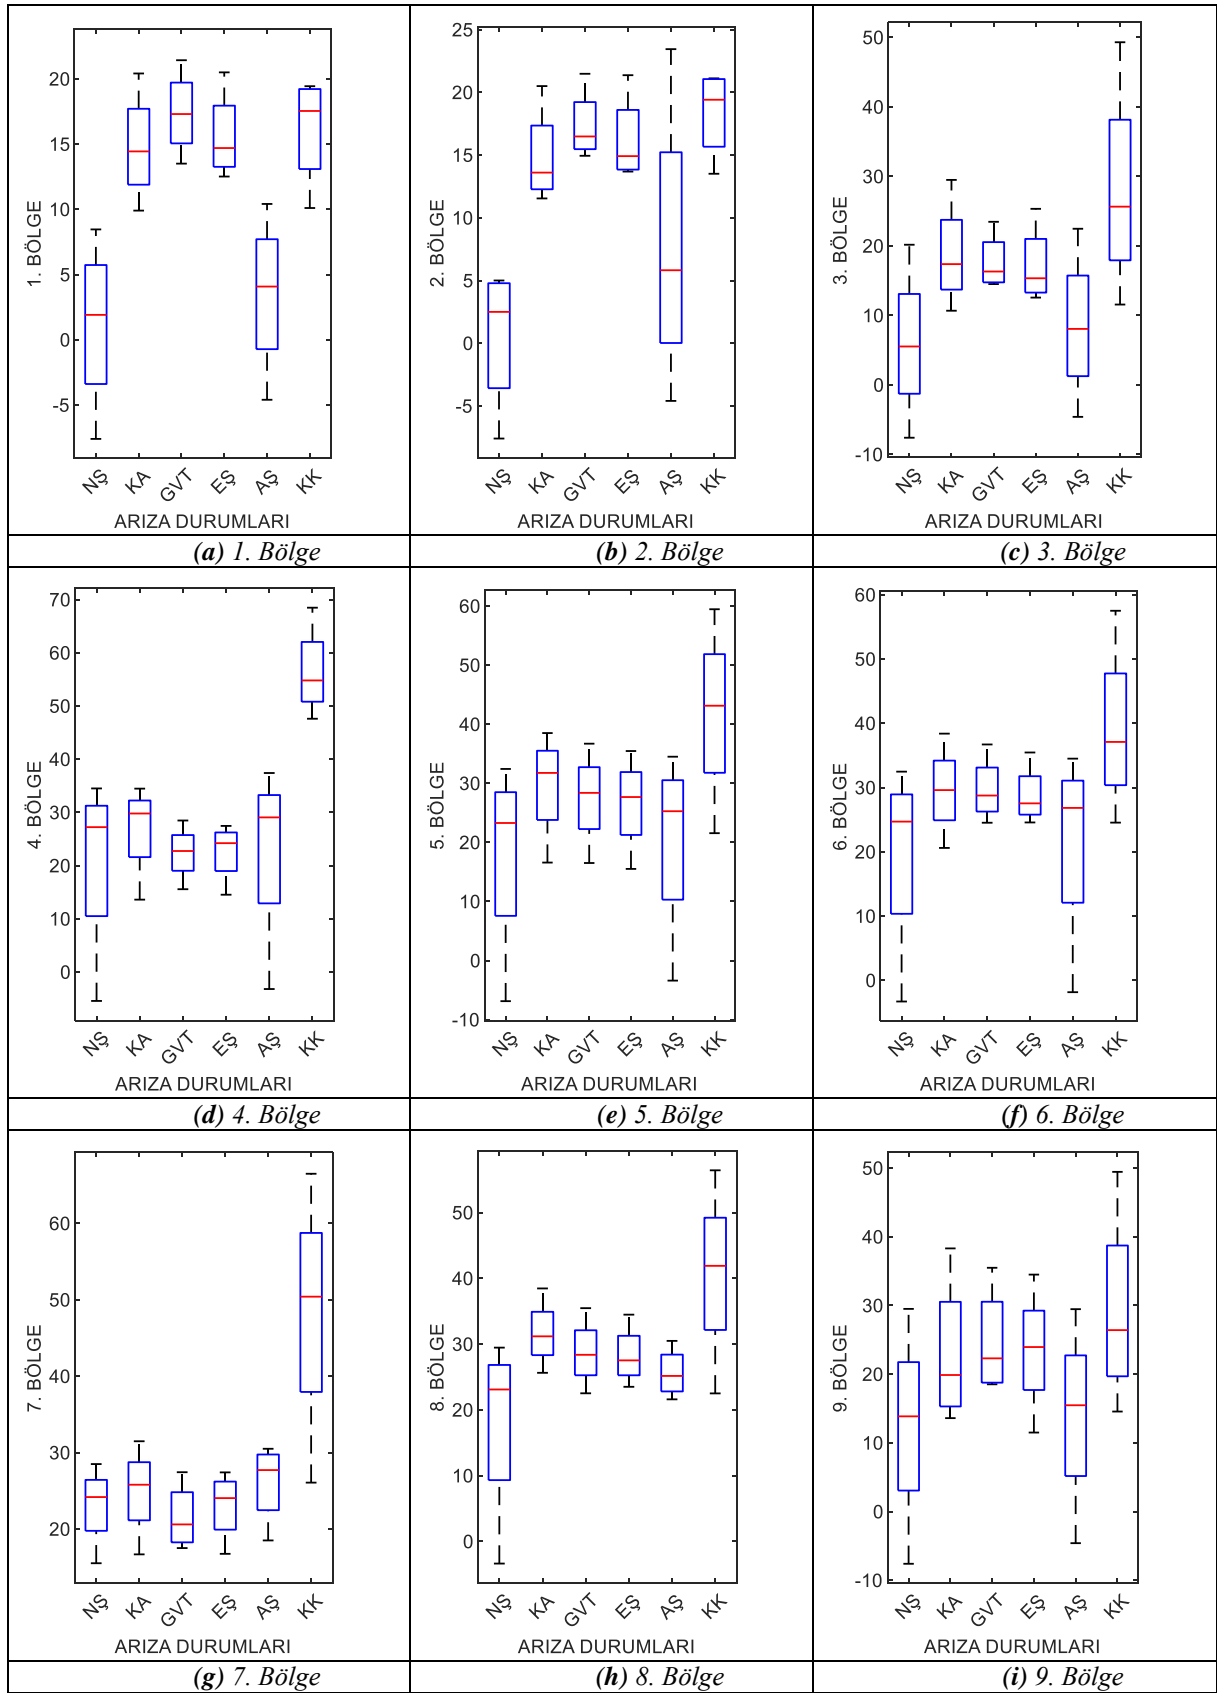 20
15
10
5
0
-5
1. BÖLGE
NŞ
KA
GVT
EŞ
AŞ
KK
ARIZA DURUMLARI
(a) 1. Bölge
25
20
15
10
5
0
-5
2. BÖLGE
NŞ
KA
GVT
EŞ
AŞ
KK
ARIZA DURUMLARI
(b) 2. Bölge
50
40
30
20
10
0
-10
3. BÖLGE
NŞ
KA
GVT
EŞ
AŞ
KK
ARIZA DURUMLARI
(c) 3. Bölge
70
60
50
40
30
20
10
0
4. BÖLGE
NŞ
KA
GVT
EŞ
AŞ
KK
ARIZA DURUMLARI
(d) 4. Bölge
60
50
40
30
20
10
0
-10
5. BÖLGE
NŞ
KA
GVT
EŞ
AŞ
KK
ARIZA DURUMLARI
(e) 5. Bölge
60
50
40
30
20
10
0
6. BÖLGE
NŞ
KA
GVT
EŞ
AŞ
KK
ARIZA DURUMLARI
(f) 6. Bölge
60
50
40
30
20
7. BÖLGE
NŞ
KA
GVT
EŞ
AŞ
KK
ARIZA DURUMLARI
(g) 7. Bölge
50
40
30
20
10
0
8. BÖLGE
NŞ
KA
GVT
EŞ
AŞ
KK
ARIZA DURUMLARI
(h) 8. Bölge
50
40
30
20
10
0
-10
9. BÖLGE
NŞ
KA
GVT
EŞ
AŞ
KK
ARIZA DURUMLARI
(i) 9. Bölge